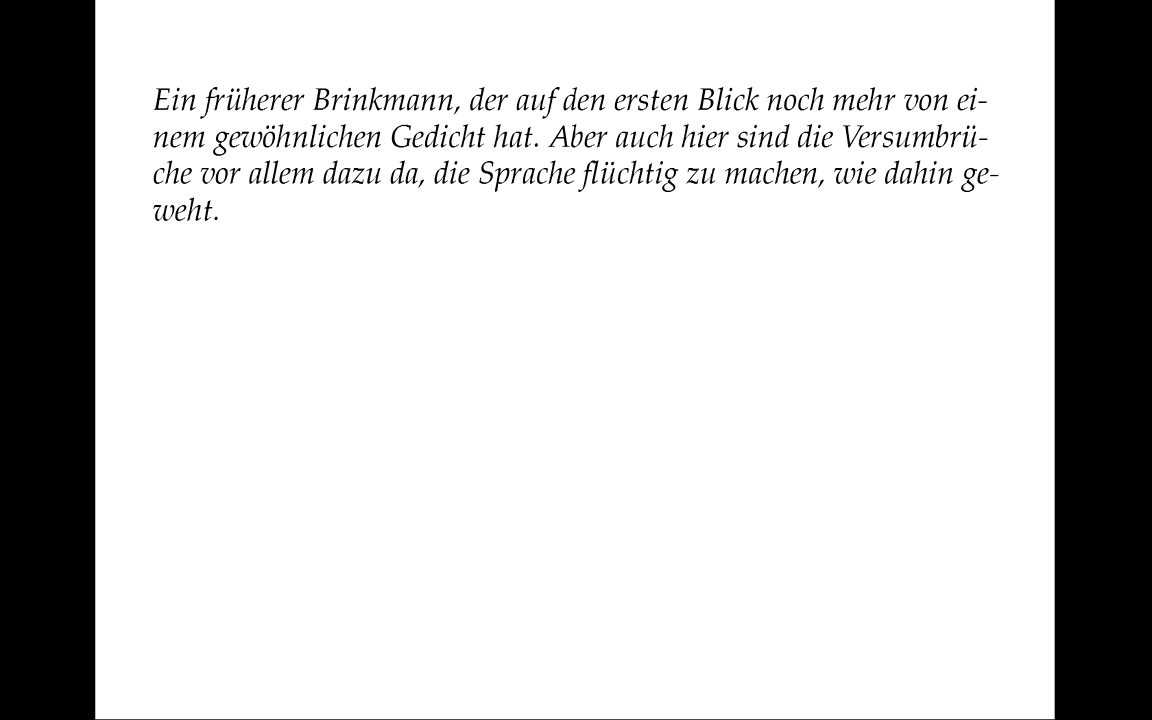 Ein früherer Brinkmann, der auf den ersten Blick noch mehr von ei-
nem gewöhnlichen Gedicht hat. Aber auch hier sind die Versumbrü-
che vor allem dazu da, die Sprache flüchtig zu machen, wie dahin ge-
weht.